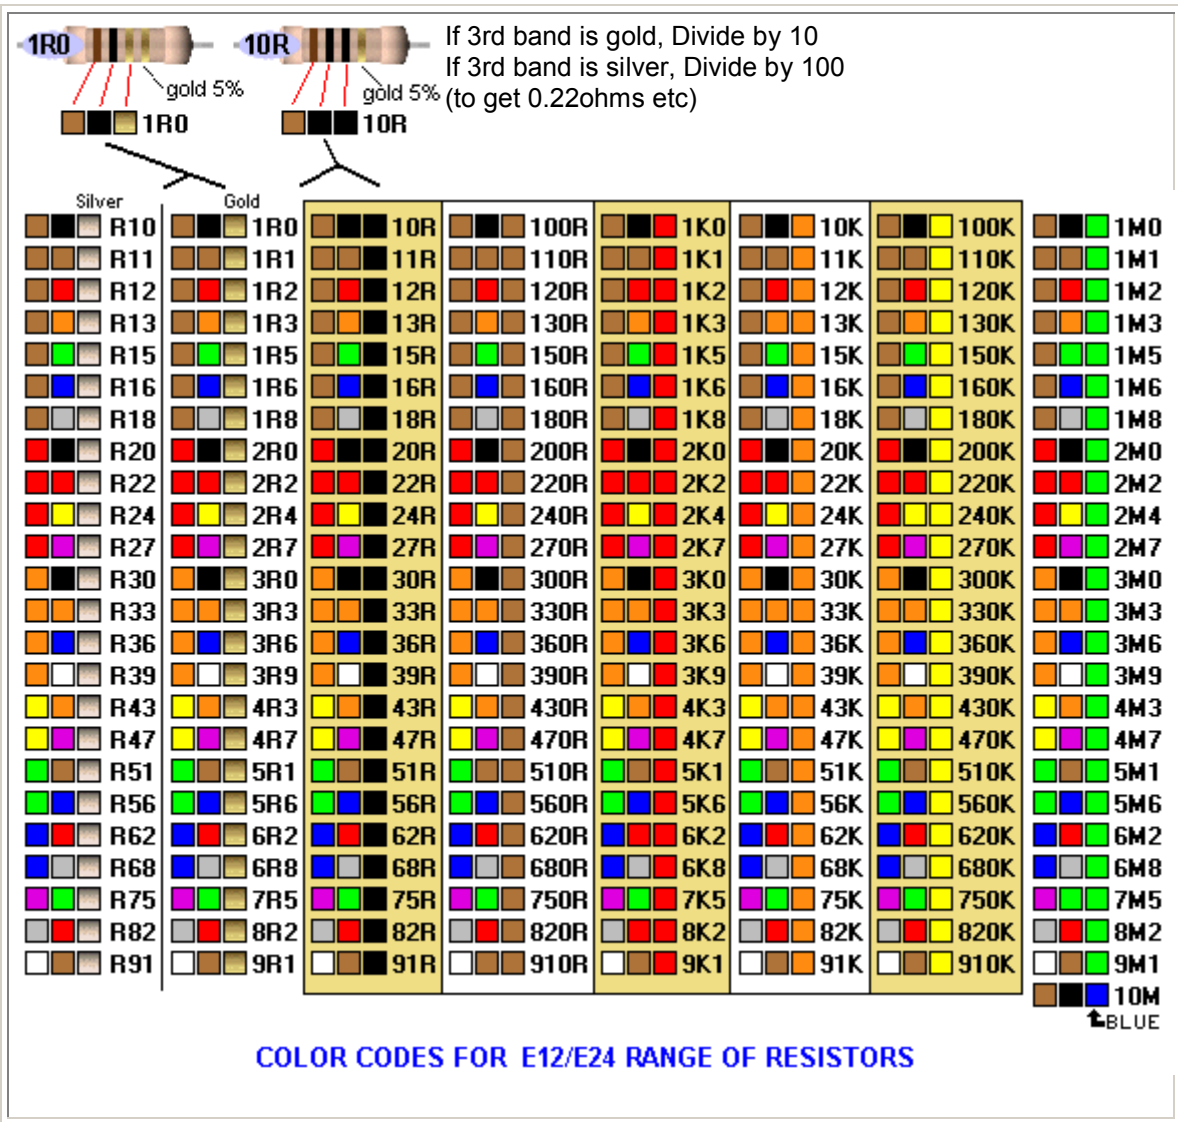 1R0 10R If 3rd band is gold, Divide by 10
If 3rd band is silver, Divide by 100
gold 5% gold 5% (to get 0.22ohms etc)
1R0 10R
Silver Gold
R10 1R0 10R 100R 1K0 10K 100K 1M0
R11 1R1 11R 110R 1K1 11K 110K 1M1
R12 1R2 12R 120R 1K2 12K 120K 1M2
R13 1R3 13R 130R 1K3 13K 130K 1M3
R15 1R5 15R 150R 1K5 15K 150K 1M5
R16 1R6 16R 160R 1K6 16K 160K 1M6
R18 1R8 18R 180R 1K8 18K 180K 1M8
R20 2R0 20R 200R 2K0 20K 200K 2M0
R22 2R2 22R 220R 2K2 22K 220K 2M2
R24 2R4 24R 240R 2K4 24K 240K 2M4
R27 2R7 27R 270R 2K7 27K 270K 2M7
R30 3R0 30R 300R 3K0 30K 300K 3M0
R33 3R3 33R 330R 3K3 33K 330K 3M3
R36 3R6 36R 360R 3K6 36K 360K 3M6
R39 3R9 39R 390R 3K9 39K 390K 3M9
R43 4R3 43R 430R 4K3 43K 430K 4M3
R47 4R7 47R 470R 4K7 47K 470K 4M7
R51 5R1 51R 510R 5K1 51K 510K 5M1
R56 5R6 56R 560R 5K6 56K 560K 5M6
R62 6R2 62R 620R 6K2 62K 620K 6M2
R68 6R8 68R 680R 6K8 68K 680K 6M8
R75 7R5 75R 750R 7K5 75K 750K 7M5
R82 8R2 82R 820R 8K2 82K 820K 8M2
R91 9R1 91R 910R 9K1 91K 910K 9M1
10M
BLUE
COLOR CODES FOR E12/E24 RANGE OF RESISTORS